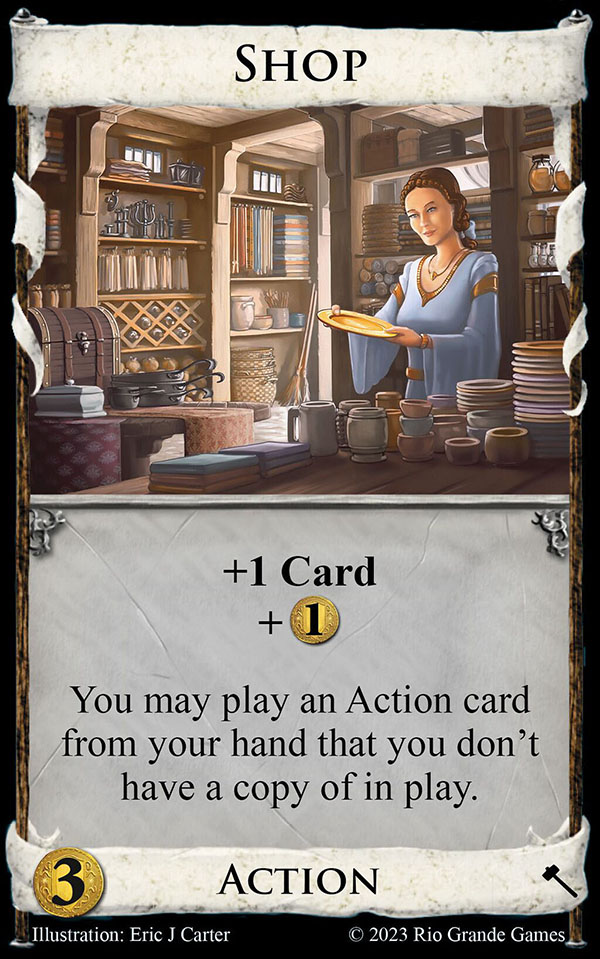 SHOP
+1 Card
+ 1
You may play an Action card
from your hand that you don’t
have a copy of in play.
3 ACTION
Illustration: Eric J Carter © 2023 Rio Grande Games